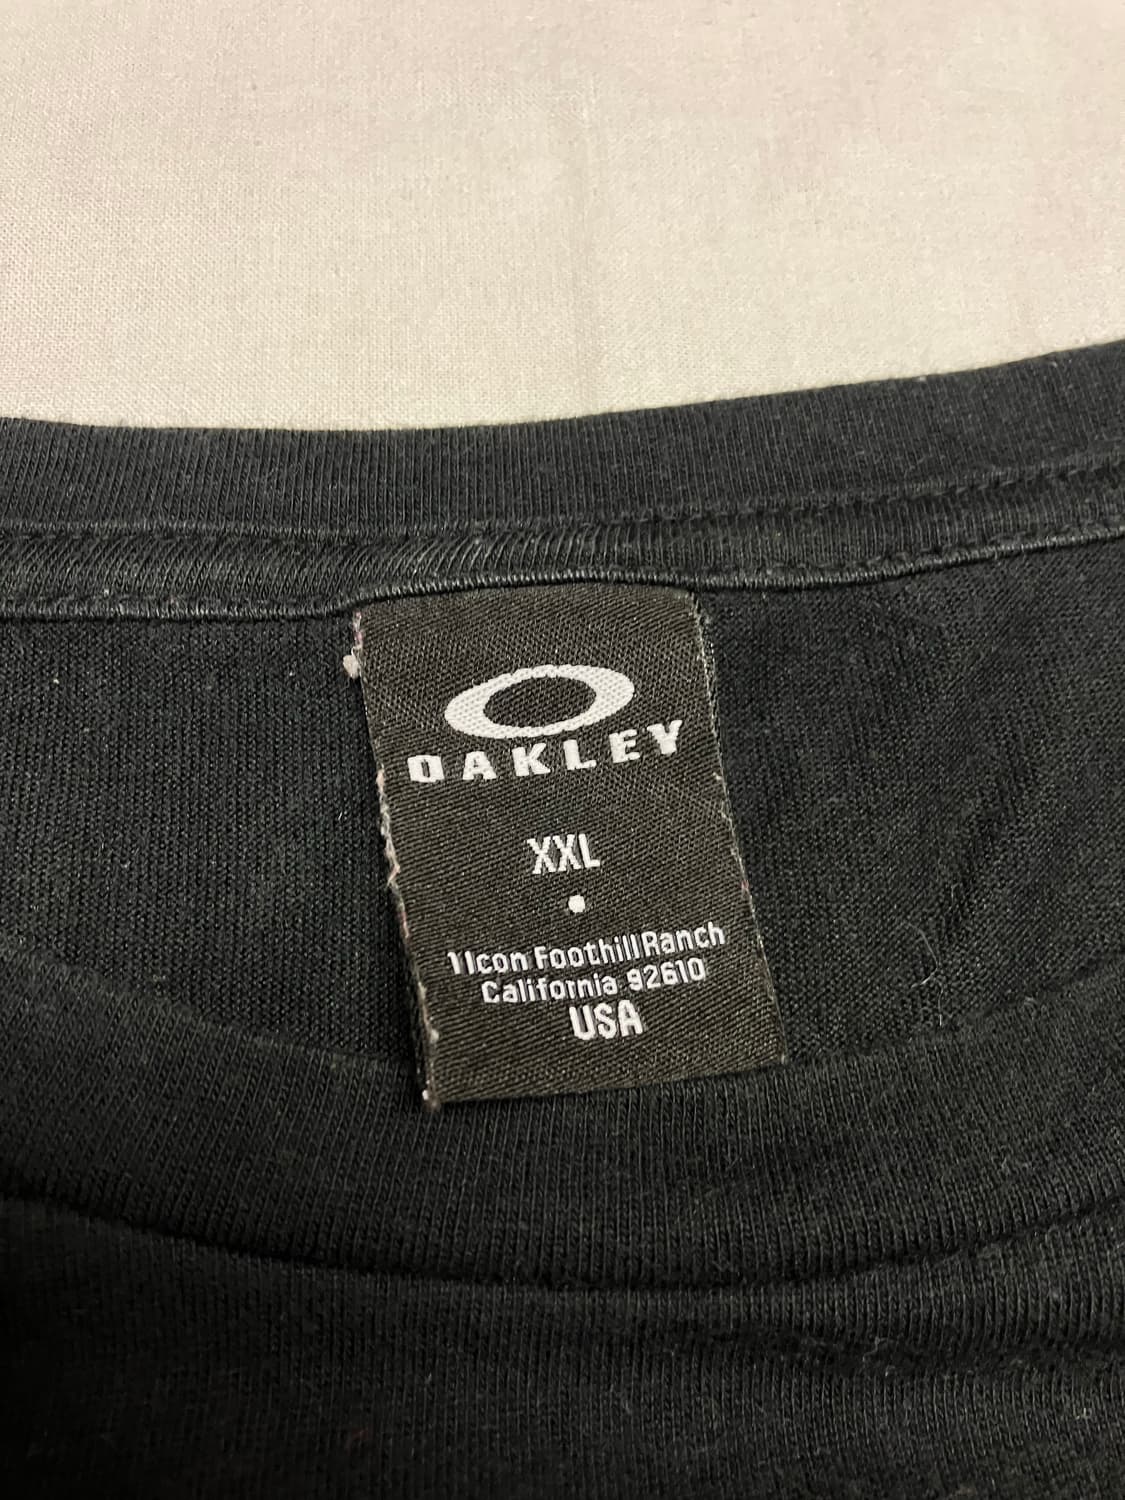 OAKLEY
XXL
1 Icon Foothill Ranch
California 92610
USA